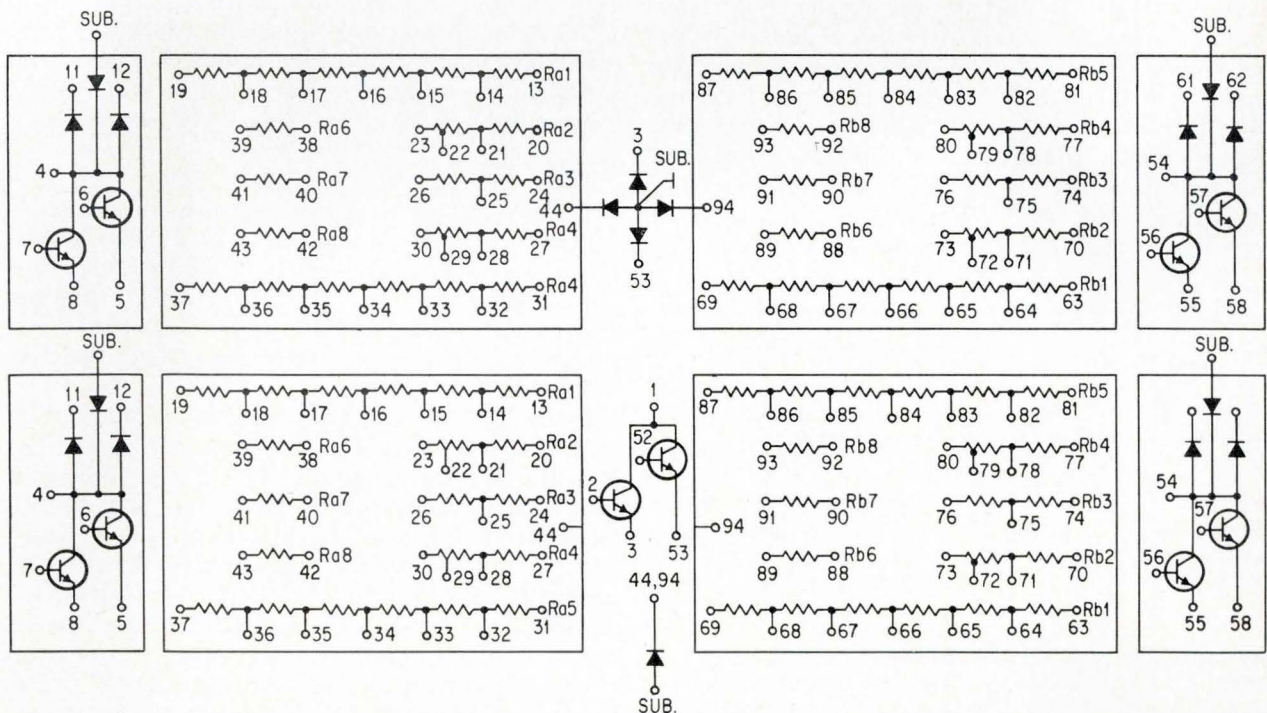 SUB.
SUB.
11 12
61 62
19 18 17 16 15 14 13 Ra1
87 86 85 84 83 82 81 Rb5
39 38 Ra6
23 22 21 20 Ra2
3
SUB.
93 92 Rb8
80 79 78 77 Rb4
4
54
41 40 Ra7
26 25 24 Ra3
44
94
91 90 Rb7
76 75 74 Rb3
6
57
43 42 Ra8
30 29 28 27 Ra4
53
89 88 Rb6
73 72 71 70 Rb2
7
56
37 36 35 34 33 32 31 Ra4
69 68 67 66 65 64 63 Rb1
8 5
55 58
SUB.
SUB.
11 12
19 18 17 16 15 14 13 Ra1
1
87 86 85 84 83 82 81 Rb5
39 38 Ra6
23 22 21 20 Ra2
52
93 92 Rb8
80 79 78 77 Rb4
4
54
41 40 Ra7
26 25 24 Ra3
44
2
94
91 90 Rb7
76 75 74 Rb3
6
57
3 53
43 42 Ra8
30 29 28 27 Ra4
89 88 Rb6
73 72 71 70 Rb2
7
56
44,94
37 36 35 34 33 32 31 Ra5
69 68 67 66 65 64 63 Rb1
8 5
55 58
SUB.